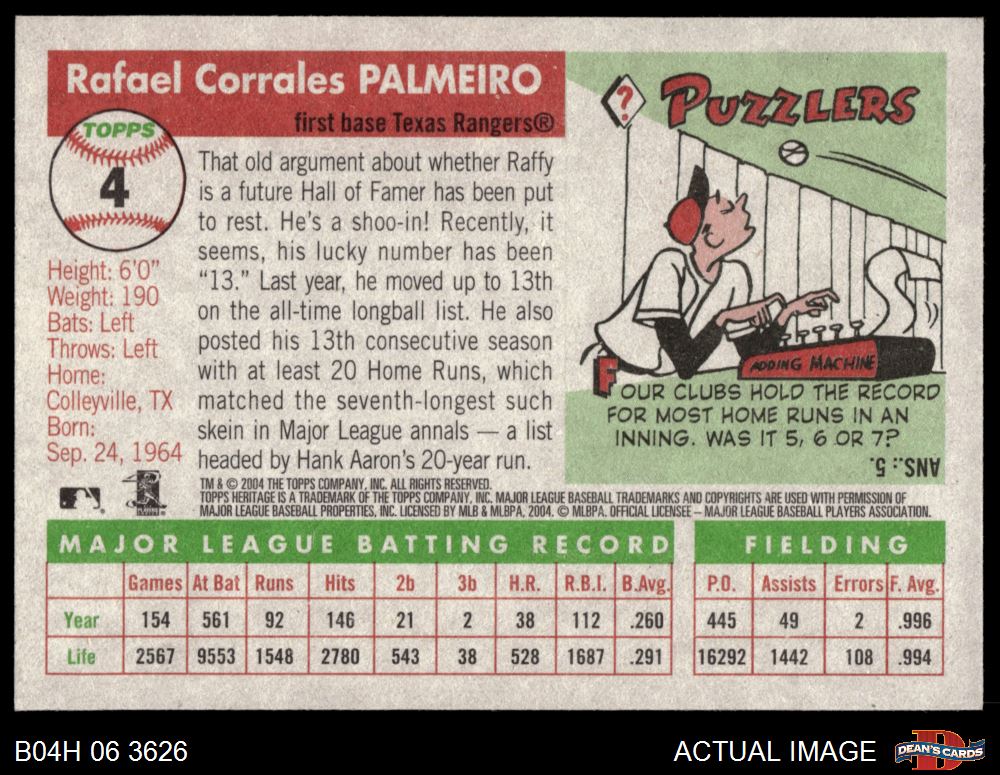 Rafael Corrales PALMEIRO
first base Texas Rangers®
TOPPS
4
Height: 6'0"
Weight: 190
Bats: Left
Throws: Left
Home:
Colleyville, TX
Born:
Sep. 24, 1964
That old argument about whether Raffy
is a future Hall of Famer has been put
to rest. He's a shoo-in! Recently, it
seems, his lucky number has been
“13.” Last year, he moved up to 13th
on the all-time longball list. He also
posted his 13th consecutive season
with at least 20 Home Runs, which
matched the seventh-longest such
skein in Major League annals — a list
headed by Hank Aaron's 20-year run.
?
PUZZLERS
ADDING MACHINE
FOUR CLUBS HOLD THE RECORD
FOR MOST HOME RUNS IN AN
INNING. WAS IT 5, 6 OR 7?
ANS.: 5.
TM & © 2004 THE TOPPS COMPANY, INC. ALL RIGHTS RESERVED.
TOPPS HERITAGE IS A TRADEMARK OF THE TOPPS COMPANY, INC. MAJOR LEAGUE BASEBALL TRADEMARKS AND COPYRIGHTS ARE USED WITH PERMISSION OF
MAJOR LEAGUE BASEBALL PROPERTIES, INC. LICENSED BY MLB & MLBPA, 2004. © MLBPA. OFFICIAL LICENSEE – MAJOR LEAGUE BASEBALL PLAYERS ASSOCIATION.
MAJOR LEAGUE BATTING RECORD
Games At Bat Runs Hits 2b 3b H.R. R.B.I. B.Avg.
Year 154 561 92 146 21 2 38 112 .260
Life 2567 9553 1548 2780 543 38 528 1687 .291
FIELDING
P.O. Assists Errors F. Avg.
445 49 2 .996
16292 1442 108 .994
B04H 06 3626
ACTUAL IMAGE
DEAN'S CARDS